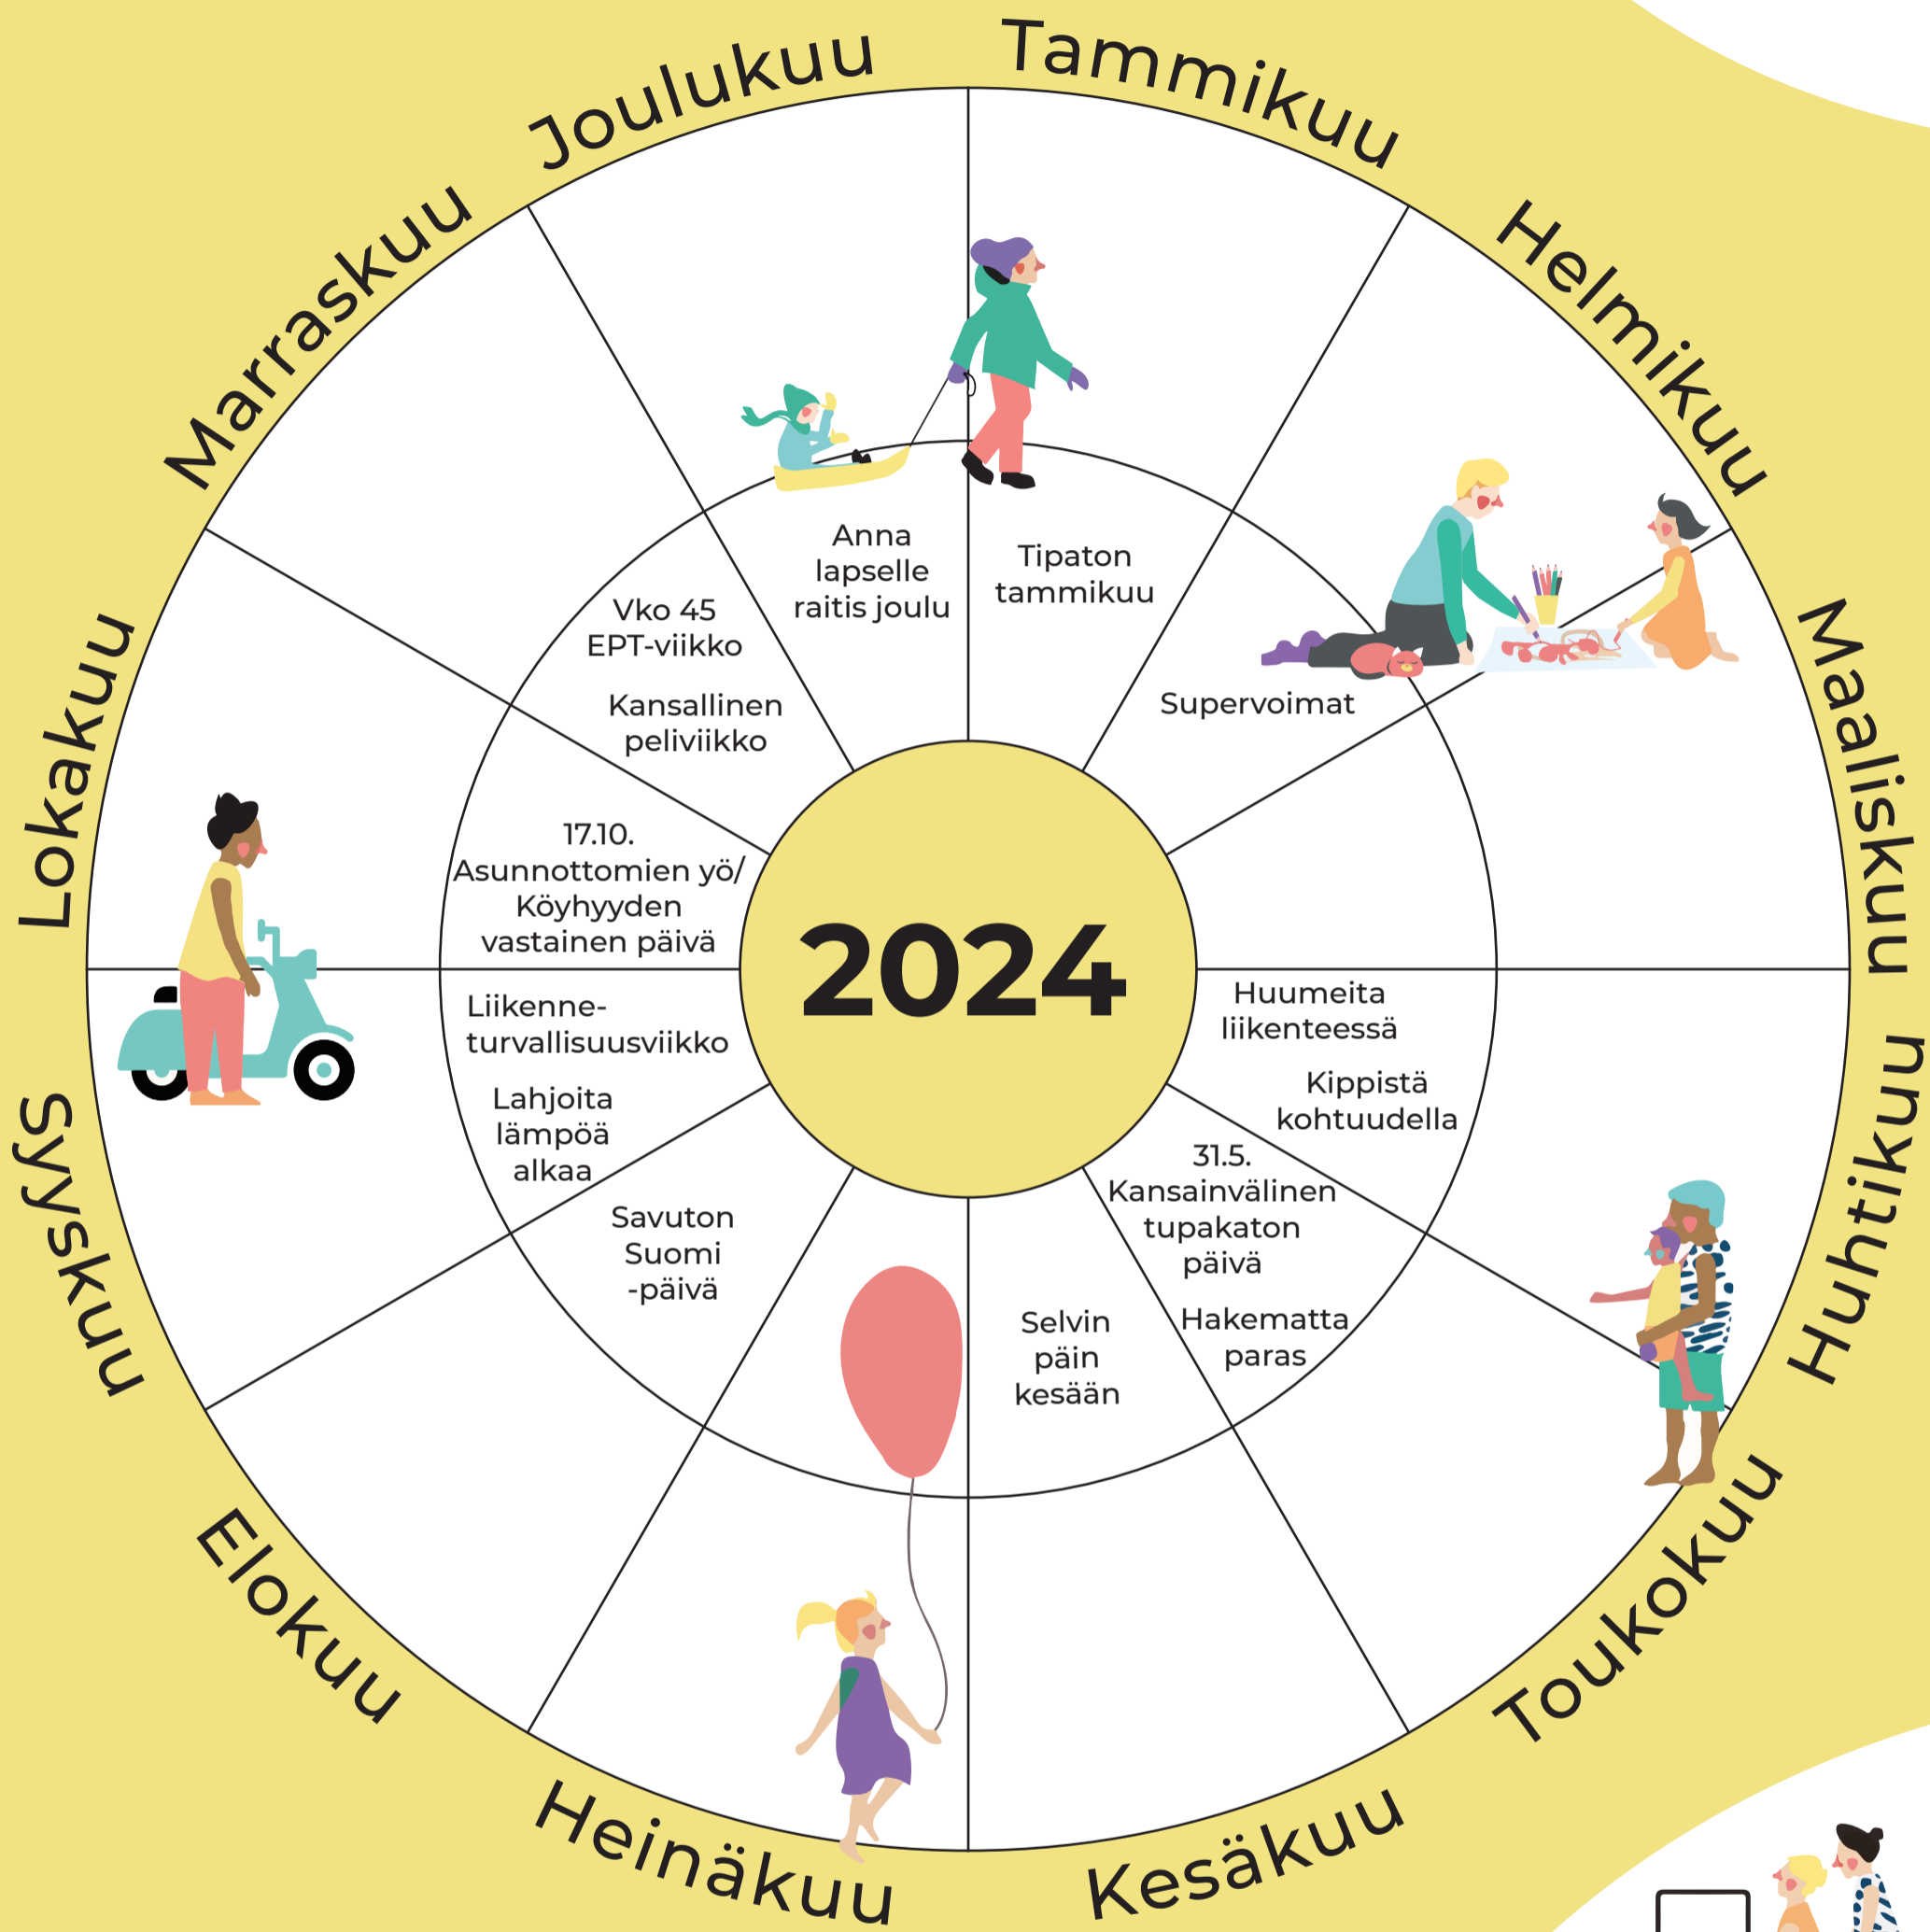 Tammikuu
Helmikuu
Maaliskuu
Huhtikuu
Toukokuu
Kesäkuu
Heinäkuu
Elokuu
Syyskuu
Lokakuu
Marraskuu
Joulukuu
Tipaton
tammikuu
Supervoimat
Huumeita
liikenteessä
Kippistä
kohtuudella
31.5.
Kansainvälinen
tupakaton
päivä
Hakematta
paras
Selvin
päin
kesään
Savuton
Suomi
-päivä
Liikenne-
turvallisuusviikko
Lahjoita
lämpöä
alkaa
17.10.
Asunnottomien yö/
Köyhyyden
vastainen päivä
Vko 45
EPT-viikko
Kansallinen
peliviikko
Anna
lapselle
raitis joulu
2024